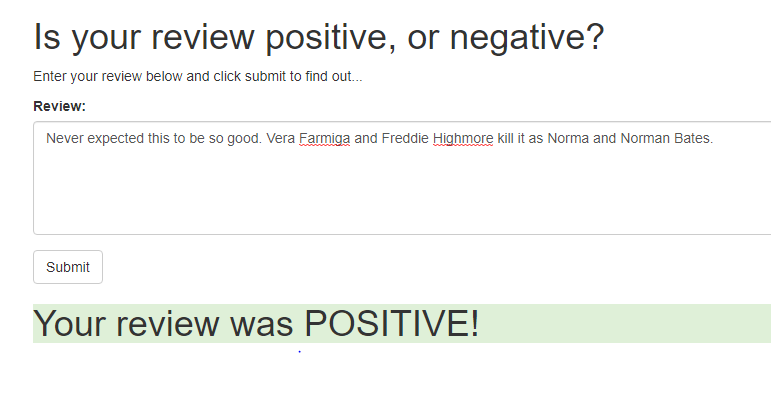 Is your review positive, or negative?
Enter your review below and click submit to find out...
Review:
Never expected this to be so good. Vera Farmiga and Freddie Highmore kill it as Norma and Norman Bates.
Submit
Your review was POSITIVE!